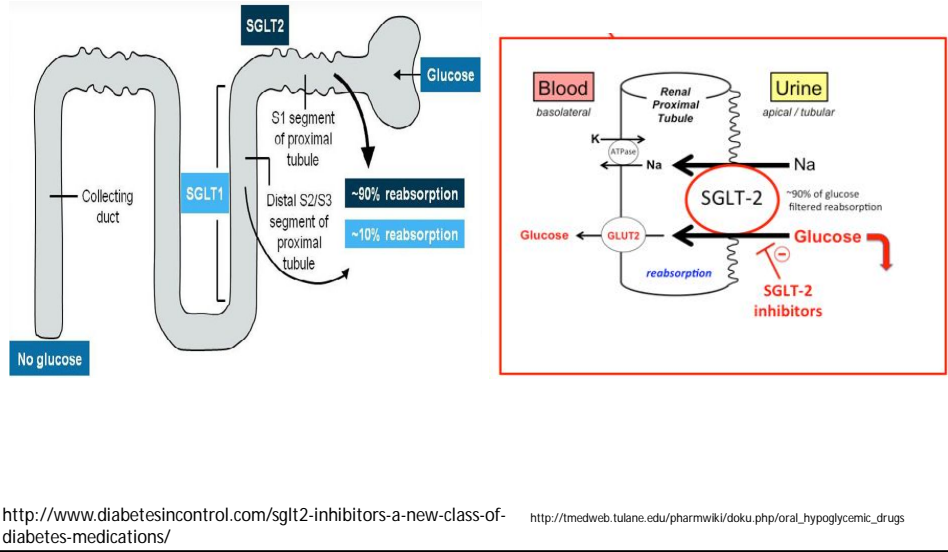 SGLT2
Glucose
S1 segment
of proximal
tubule
SGLT1
Collecting
duct
Distal S2/S3
segment of
proximal
tubule
~90% reabsorption
~10% reabsorption
No glucose
Blood
basolateral
Renal
Proximal
Tubule
Urine
apical / tubular
K
ATPase
Na
Na
SGLT-2
~90% of glucose
filtered reabsorption
Glucose
GLUT2
Glucose
reabsorption
SGLT-2
inhibitors
http://www.diabetesincontrol.com/sglt2-inhibitors-a-new-class-of-
diabetes-medications/
http://tmedweb.tulane.edu/pharmwiki/doku.php/oral_hypoglycemic_drugs